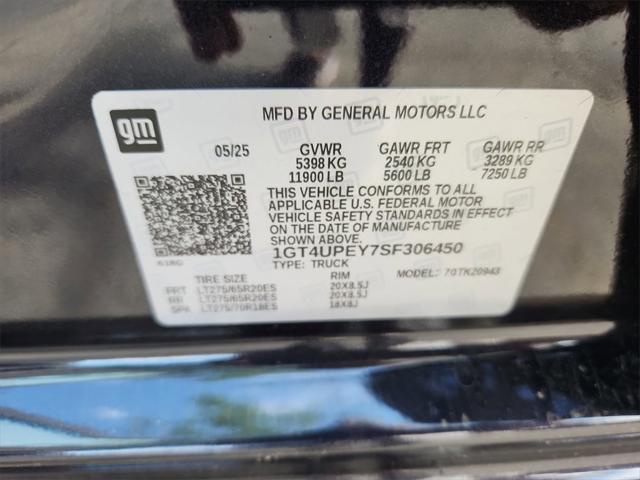 gm
MFD BY GENERAL MOTORS LLC
05/25 GVWR GAWR FRT GAWR RR
5398 KG 2540 KG 3289 KG
11900 LB 5600 LB 7250 LB
THIS VEHICLE CONFORMS TO ALL
APPLICABLE U.S. FEDERAL MOTOR
VEHICLE SAFETY STANDARDS IN EFFECT
ON THE DATE OF MANUFACTURE
SHOWN ABOVE.
1GT4UPEY7SF306450
TYPE: TRUCK MODEL: 7GTK20943
TIRE SIZE RIM
FRT LT275/65R20ES 20X8.5J
RR LT275/65R20ES 20X8.5J
SPA LT275/70R18ES 18X8J